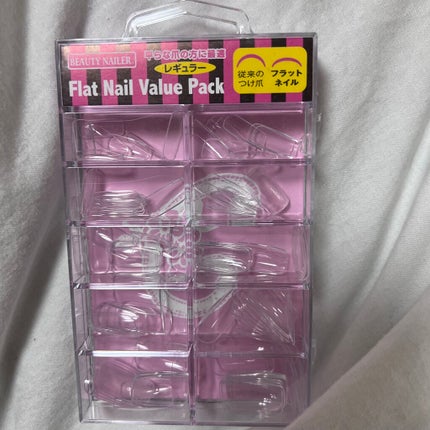 BEAUTY NAILER
平らな爪の方に最適
レギュラー
Flat Nail Value Pack
従来の
つけ爪
フラット
ネイル